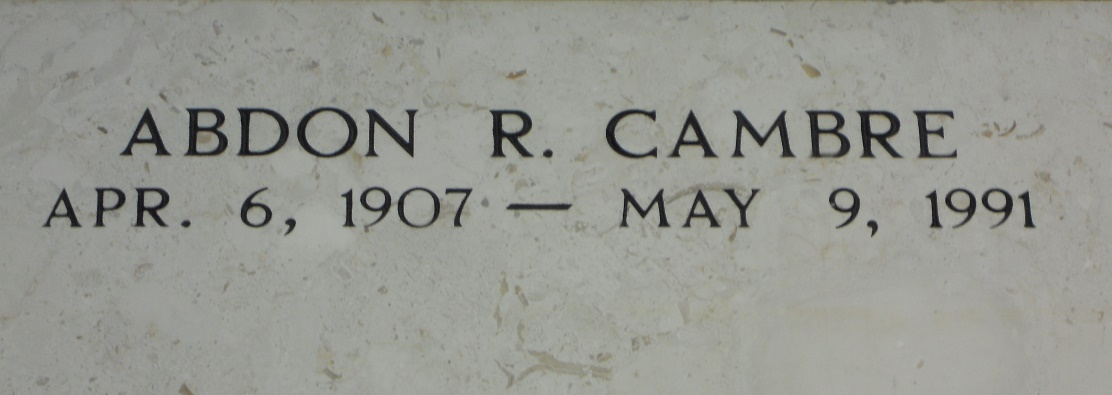 ABDON R. CAMBRE
APR. 6, 1907 — MAY 9, 1991